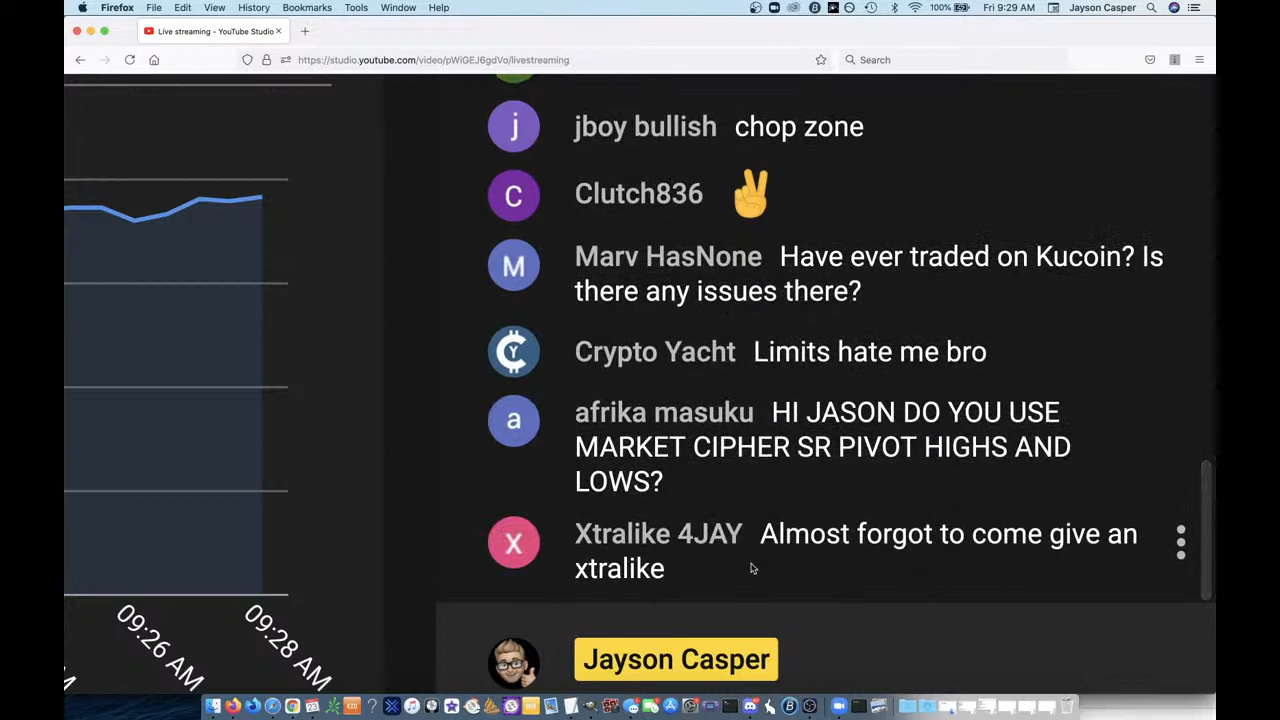 Firefox File Edit View History Bookmarks Tools Window Help 100% Fri 9:29 AM Jayson Casper
Live streaming - YouTube Studio
https://studio.youtube.com/video/pWiGEJ6gdVo/livestreaming Search
j jboy bullish chop zone
C Clutch836 ✌
M Marv HasNone Have ever traded on Kucoin? Is
there any issues there?
Crypto Yacht Limits hate me bro
a afrika masuku HI JASON DO YOU USE
MARKET CIPHER SR PIVOT HIGHS AND
LOWS?
X Xtralike 4JAY Almost forgot to come give an
xtralike
09:26 AM
09:28 AM
Jayson Casper